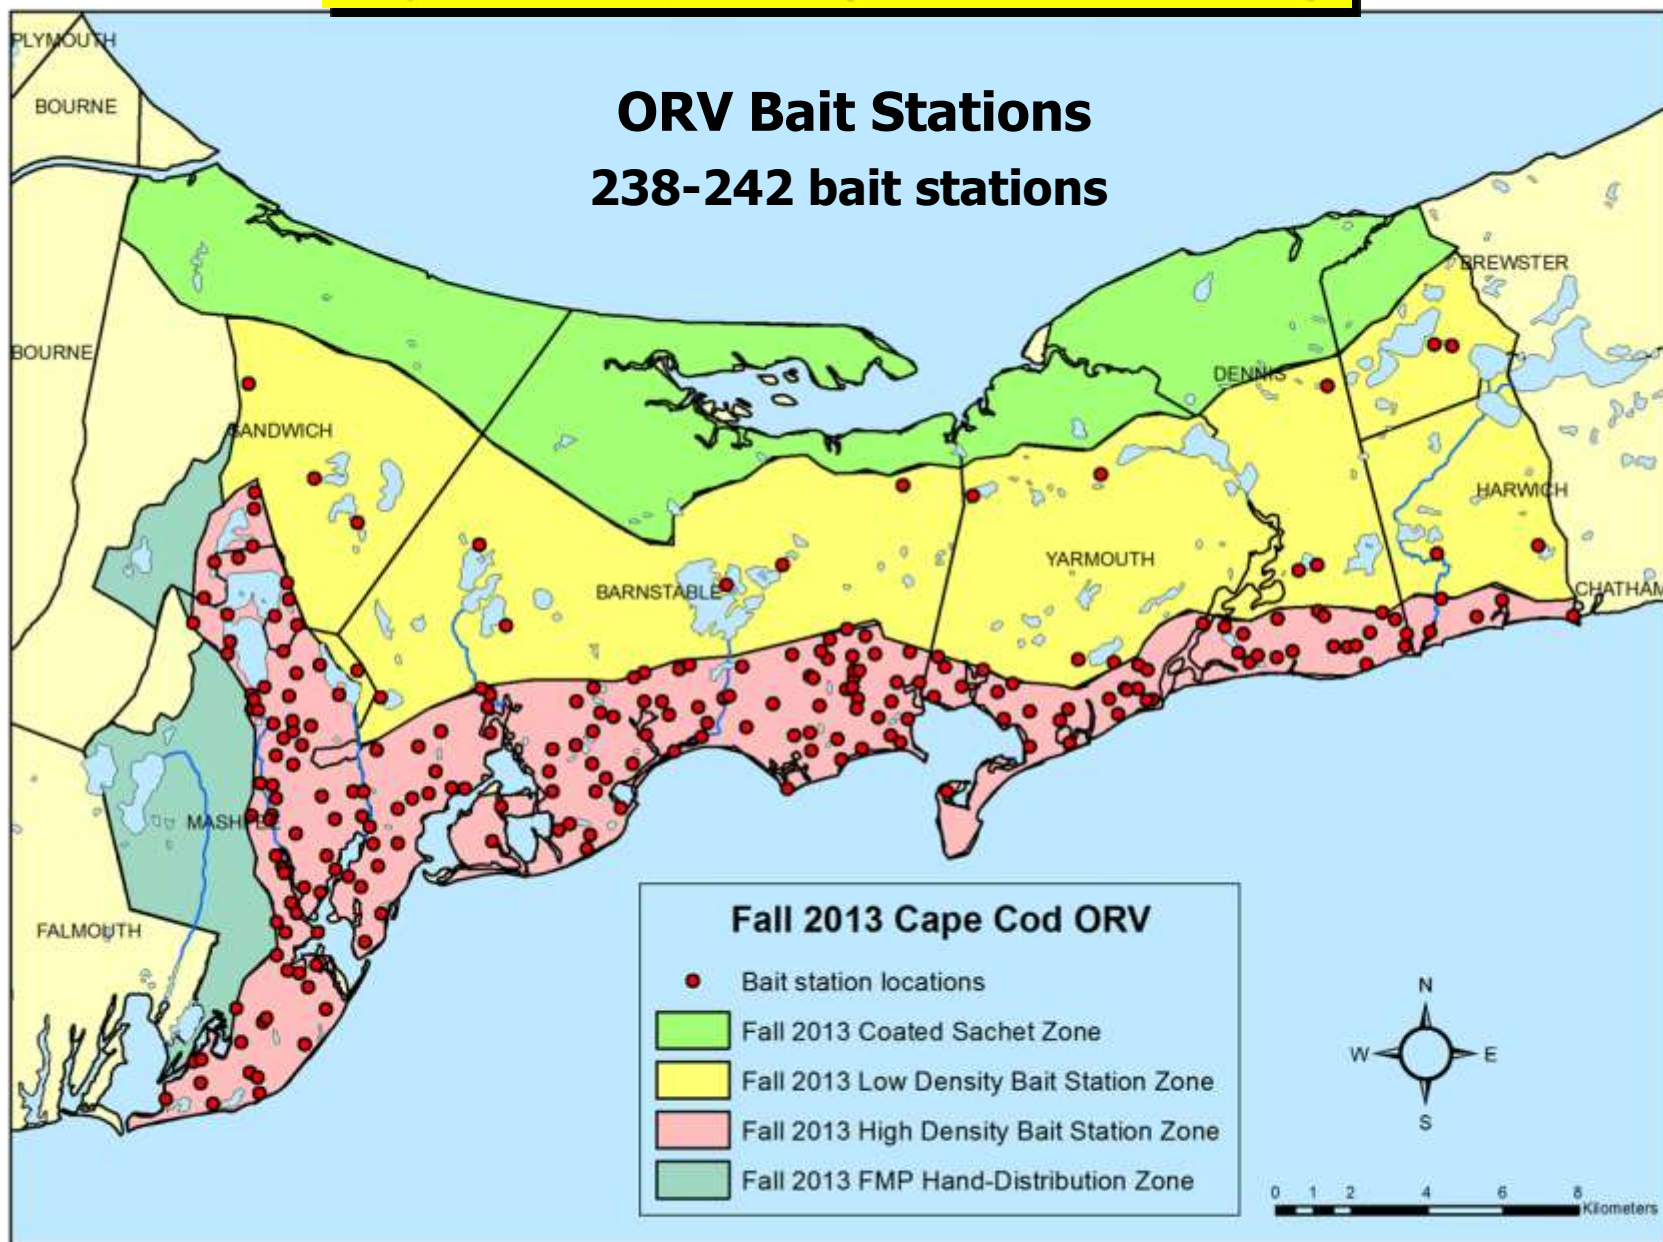 PLYMOUTH
BOURNE
ORV Bait Stations
238-242 bait stations
BREWSTER
BOURNE
DENNIS
SANDWICH
HARWICH
YARMOUTH
BARNSTABLE
CHATHAM
MASHPEE
FALMOUTH
Fall 2013 Cape Cod ORV
Bait station locations
Fall 2013 Coated Sachet Zone
Fall 2013 Low Density Bait Station Zone
Fall 2013 High Density Bait Station Zone
Fall 2013 FMP Hand-Distribution Zone
N
W E
S
0 1 2 4 6 8
Kilometers